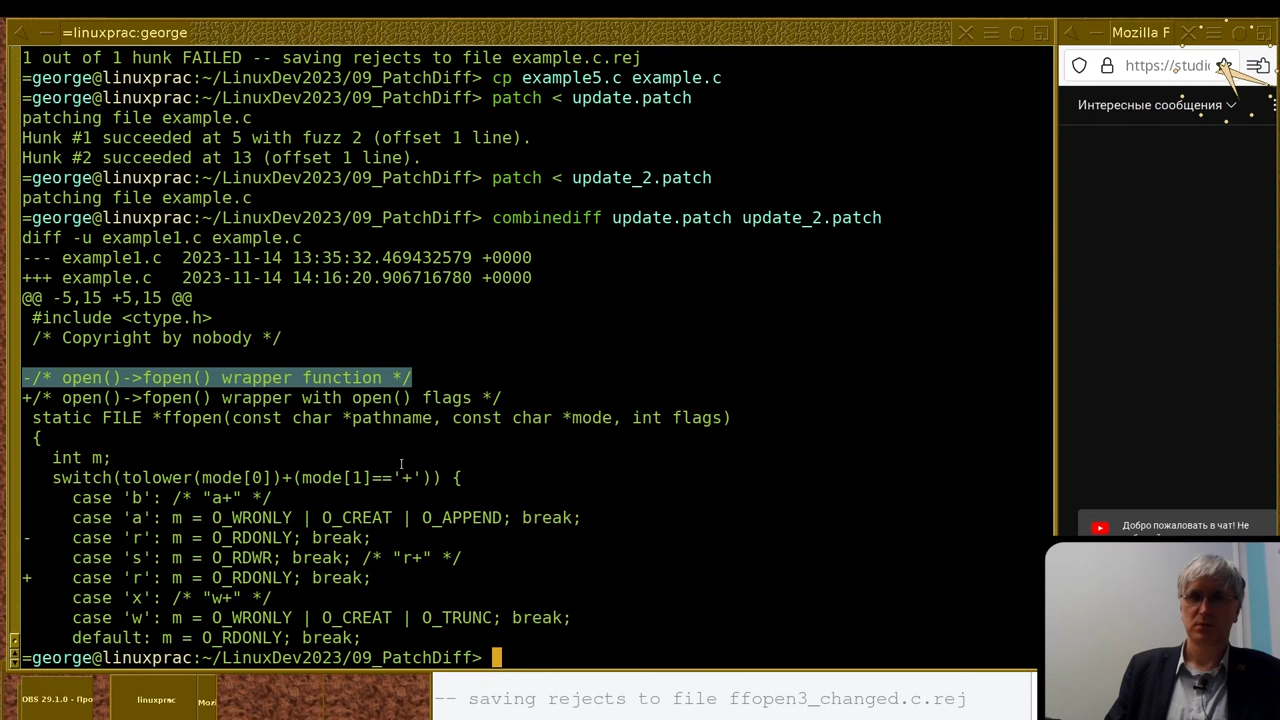 =linuxprac:george
1 out of 1 hunk FAILED -- saving rejects to file example.c.rej
=george@linuxprac:~/LinuxDev2023/09_PatchDiff> cp example5.c example.c
=george@linuxprac:~/LinuxDev2023/09_PatchDiff> patch < update.patch
patching file example.c
Hunk #1 succeeded at 5 with fuzz 2 (offset 1 line).
Hunk #2 succeeded at 13 (offset 1 line).
=george@linuxprac:~/LinuxDev2023/09_PatchDiff> patch < update_2.patch
patching file example.c
=george@linuxprac:~/LinuxDev2023/09_PatchDiff> combinediff update.patch update_2.patch
diff -u example1.c example.c
--- example1.c  2023-11-14 13:35:32.469432579 +0000
+++ example.c   2023-11-14 14:16:20.906716780 +0000
@@ -5,15 +5,15 @@
 #include <ctype.h>
 /* Copyright by nobody */
-/* open()->fopen() wrapper function */
+/* open()->fopen() wrapper with open() flags */
 static FILE *ffopen(const char *pathname, const char *mode, int flags)
 {
   int m;
   switch(tolower(mode[0])+(mode[1]=='+')) {
     case 'b': /* "a+" */
     case 'a': m = O_WRONLY | O_CREAT | O_APPEND; break;
-    case 'r': m = O_RDONLY; break;
     case 's': m = O_RDWR; break; /* "r+" */
+    case 'r': m = O_RDONLY; break;
     case 'x': /* "w+" */
     case 'w': m = O_WRONLY | O_CREAT | O_TRUNC; break;
     default: m = O_RDONLY; break;
=george@linuxprac:~/LinuxDev2023/09_PatchDiff>
Mozilla F
https://studio
Интересные сообщения
Добро пожаловать в чат! Не
OBS 29.1.0 - Про
linuxprac
Moz
-- saving rejects to file ffopen3_changed.c.rej